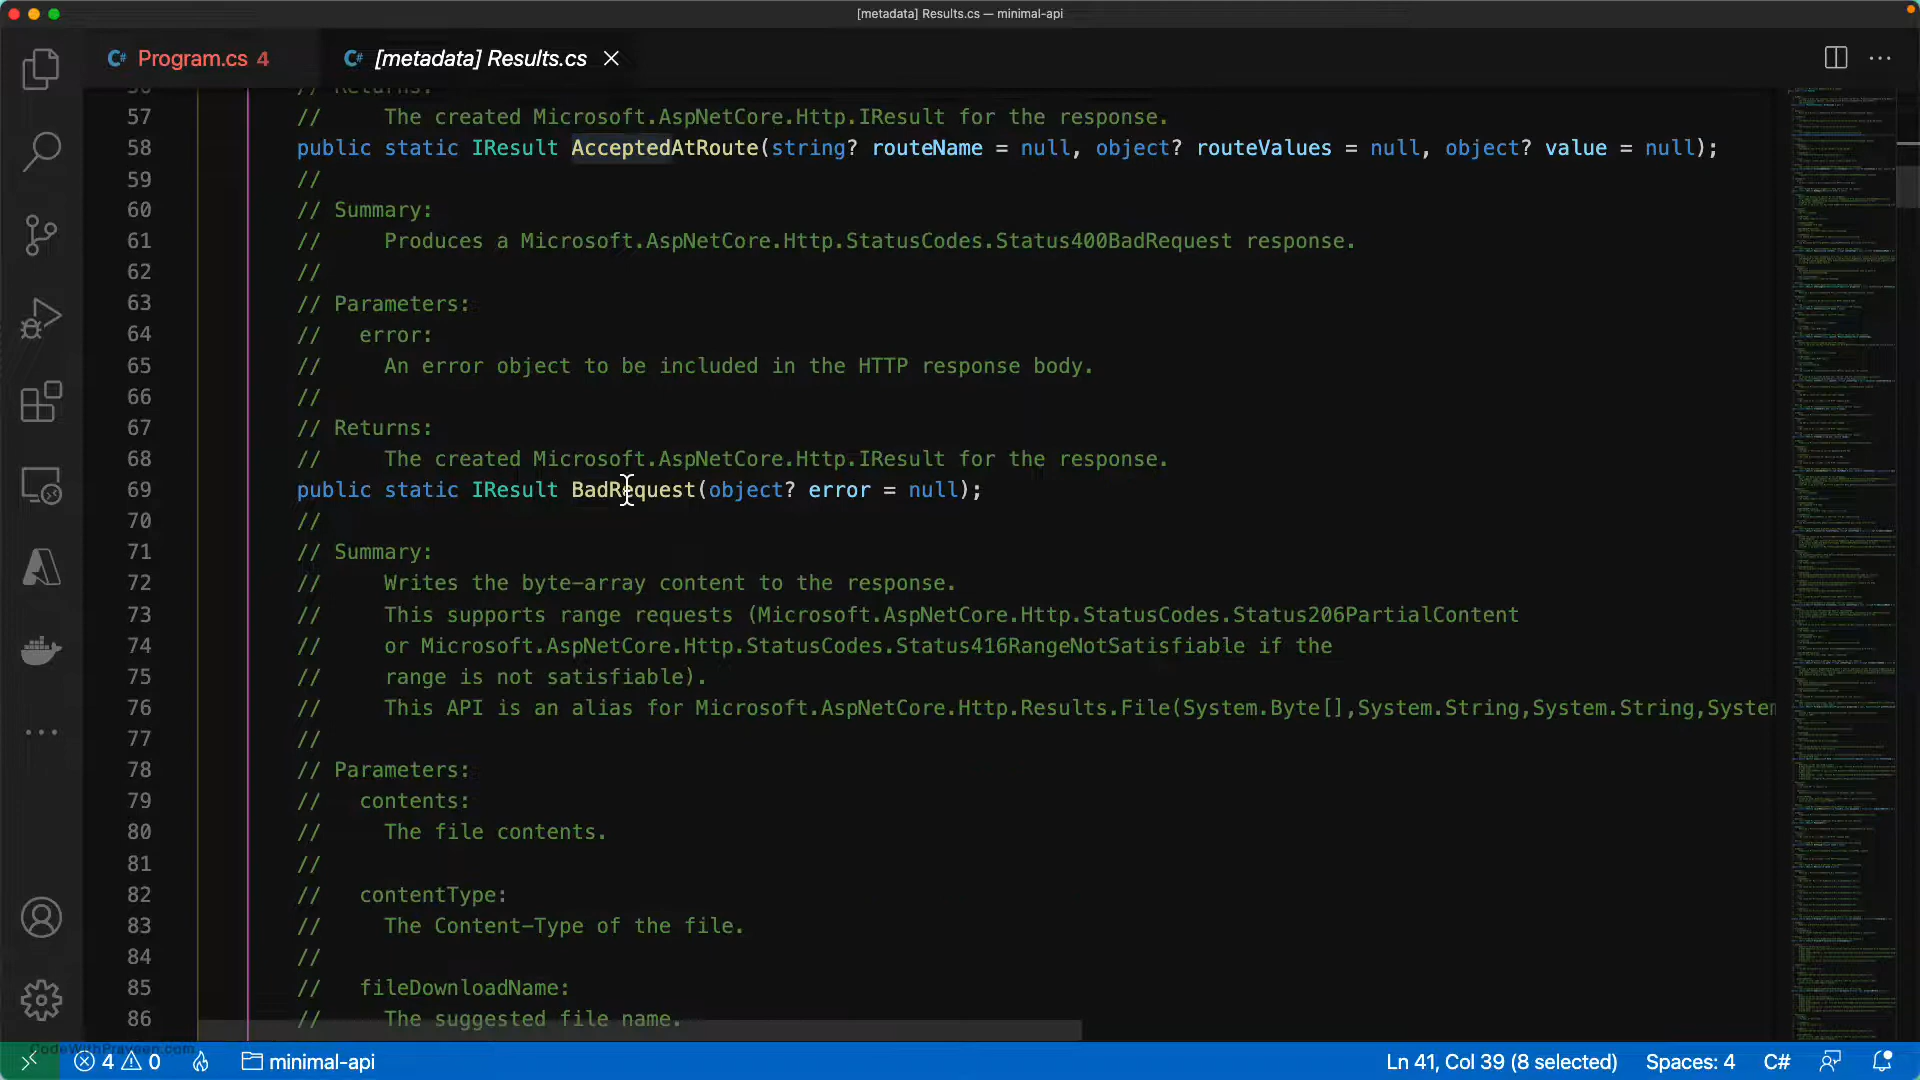 [metadata] Results.cs — minimal-api
C# Program.cs 4
C# [metadata] Results.cs
56 // Returns:
57 // The created Microsoft.AspNetCore.Http.IResult for the response.
58 public static IResult AcceptedAtRoute(string? routeName = null, object? routeValues = null, object? value = null);
59 //
60 // Summary:
61 // Produces a Microsoft.AspNetCore.Http.StatusCodes.Status400BadRequest response.
62 //
63 // Parameters:
64 // error:
65 // An error object to be included in the HTTP response body.
66 //
67 // Returns:
68 // The created Microsoft.AspNetCore.Http.IResult for the response.
69 public static IResult BadRequest(object? error = null);
70 //
71 // Summary:
72 // Writes the byte-array content to the response.
73 // This supports range requests (Microsoft.AspNetCore.Http.StatusCodes.Status206PartialContent
74 // or Microsoft.AspNetCore.Http.StatusCodes.Status416RangeNotSatisfiable if the
75 // range is not satisfiable).
76 // This API is an alias for Microsoft.AspNetCore.Http.Results.File(System.Byte[],System.String,System.String,System
77 //
78 // Parameters:
79 // contents:
80 // The file contents.
81 //
82 // contentType:
83 // The Content-Type of the file.
84 //
85 // fileDownloadName:
86 // The suggested file name.
CodeWithPraveen.com
4 0 minimal-api Ln 41, Col 39 (8 selected) Spaces: 4 C#